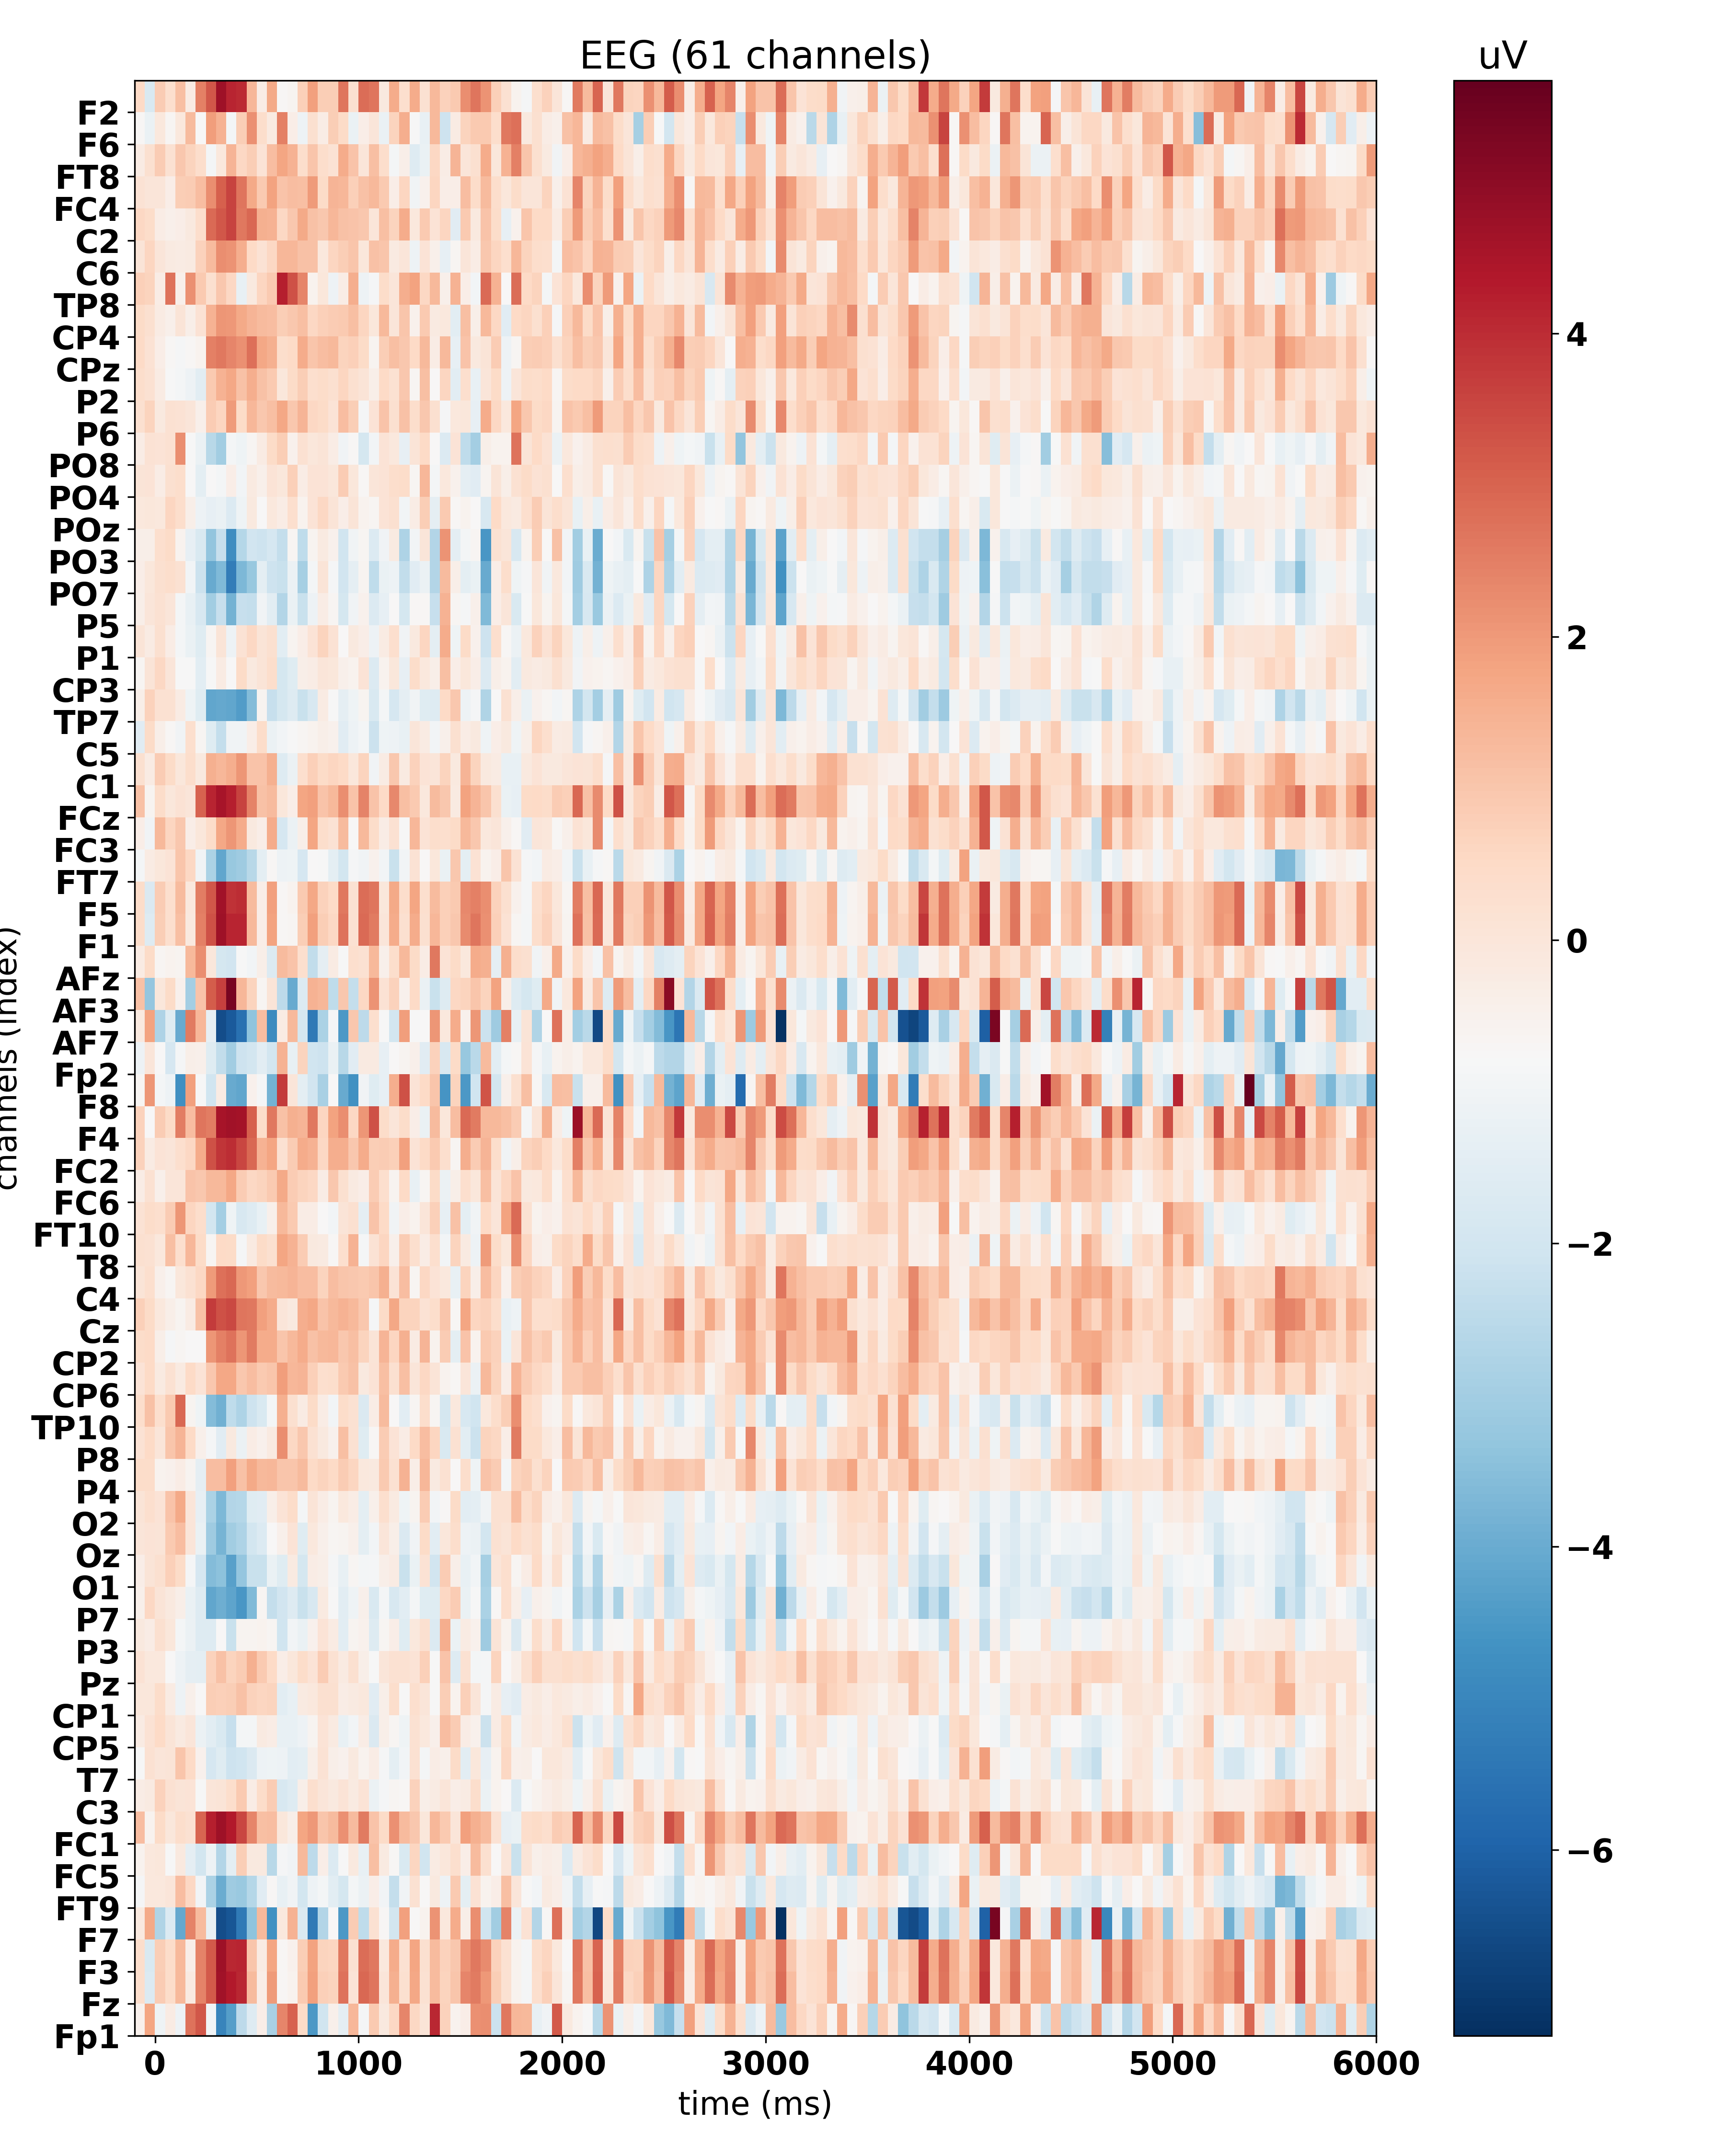 EEG (61 channels)
uV
F2
F6
FT8
FC4
C2
C6
TP8
CP4
CPz
P2
P6
PO8
PO4
POz
PO3
PO7
P5
P1
CP3
TP7
C5
C1
FCz
FC3
FT7
F5
F1
AFz
AF3
AF7
Fp2
F8
F4
FC2
FC6
FT10
T8
C4
Cz
CP2
CP6
TP10
P8
P4
O2
Oz
O1
P7
P3
Pz
CP1
CP5
T7
C3
FC1
FC5
FT9
F7
F3
Fz
Fp1
channels (index)
0 1000 2000 3000 4000 5000 6000
time (ms)
4
2
0
−2
−4
−6